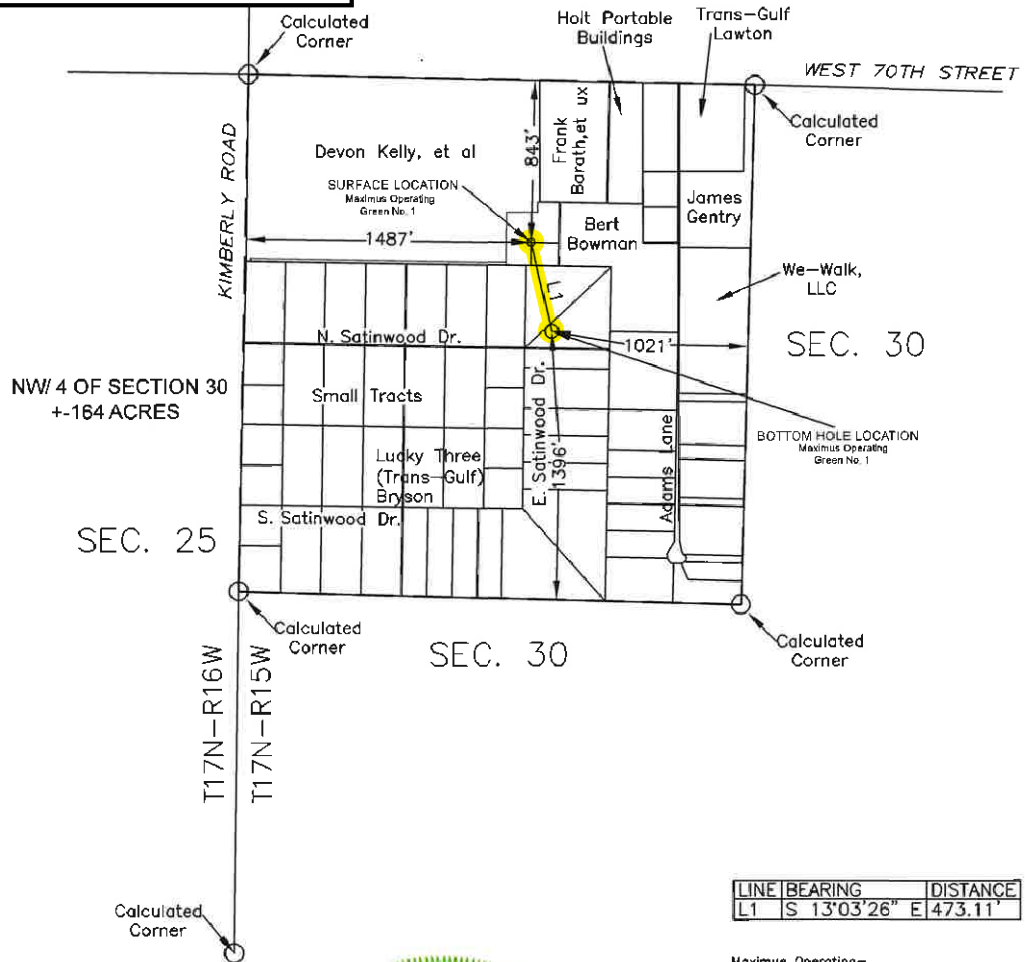 Calculated
Corner
Holt Portable
Buildings
Trans-Gulf
Lawton
WEST 70TH STREET
Calculated
Corner
KIMBERLY ROAD
Devon Kelly, et al
843'
Frank
Barath,et ux
SURFACE LOCATION
Maximus Operating
Green No. 1
James
Gentry
Bert
Bowman
1487'
We-Walk,
LLC
L1
N. Satinwood Dr.
1021'
SEC. 30
NW/4 OF SECTION 30
+-164 ACRES
Small Tracts
E. Satinwood Dr.
1396'
Adams Lane
BOTTOM HOLE LOCATION
Maximus Operating
Green No. 1
Lucky Three
(Trans-Gulf)
Bryson
S. Satinwood Dr.
SEC. 25
Calculated
Corner
SEC. 30
Calculated
Corner
T17N-R16W
T17N-R15W
LINE BEARING DISTANCE
L1 S 13°03'26" E 473.11'
Calculated
Corner
Maximus Operating-